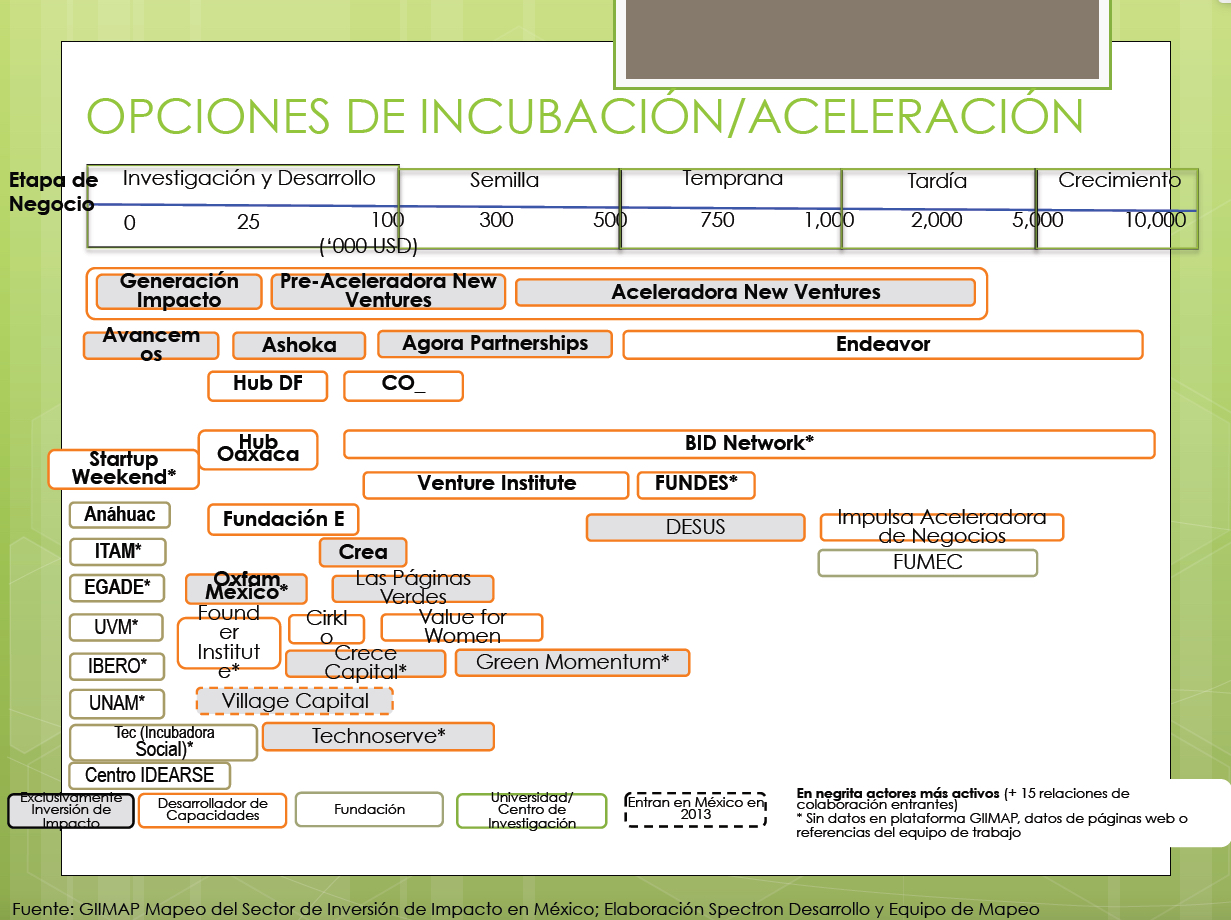 OPCIONES DE INCUBACIÓN/ACELERACIÓN
Etapa de
Negocio
Investigación y Desarrollo
Semilla
Temprana
Tardía
Crecimiento
0 25 100 300 500 750 1,000 2,000 5,000 10,000
(‘000 USD)
Generación
Impacto
Pre-Aceleradora New
Ventures
Aceleradora New Ventures
Avancem
os
Ashoka
Agora Partnerships
Endeavor
Hub DF
CO_
Hub
Oaxaca
BID Network*
Startup
Weekend*
Venture Institute
FUNDES*
Anáhuac
Fundación E
DESUS
Impulsa Aceleradora
de Negocios
ITAM*
Crea
FUMEC
EGADE*
Oxfam
México*
Las Páginas
Verdes
UVM*
Found
er
Institut
e*
Cirkl
o
Value for
Women
IBERO*
Crece
Capital*
Green Momentum*
UNAM*
Village Capital
Tec (Incubadora
Social)*
Technoserve*
Centro IDEARSE
Exclusivamente
Inversión de
Impacto
Desarrollador de
Capacidades
Fundación
Universidad/
Centro de
Investigación
Entran en México en
2013
En negrita actores más activos (+ 15 relaciones de
colaboración entrantes)
* Sin datos en plataforma GIIMAP, datos de páginas web o
referencias del equipo de trabajo
Fuente: GIIMAP Mapeo del Sector de Inversión de Impacto en México; Elaboración Spectron Desarrollo y Equipo de Mapeo